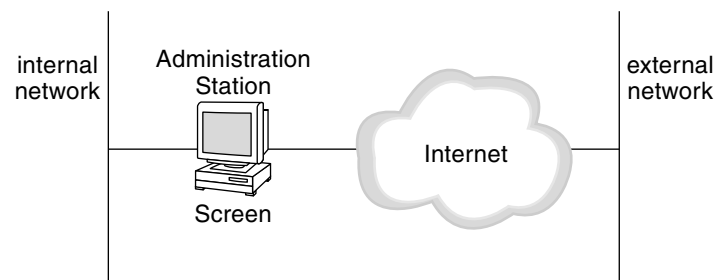 internal
network
Administration
Station
Screen
Internet
external
network